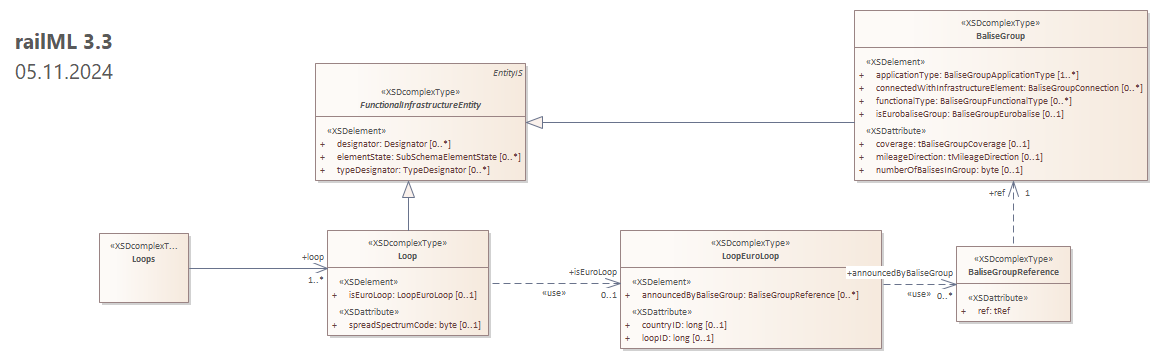 railML 3.3
05.11.2024
EntityIS
«XSDcomplexType»
FunctionalInfrastructureEntity
«XSDelement»
+ designator: Designator [0..*]
+ elementState: SubSchemaElementState [0..*]
+ typeDesignator: TypeDesignator [0..*]
«XSDcomplexType»
BaliseGroup
«XSDelement»
+ applicationType: BaliseGroupApplicationType [1..*]
+ connectedWithInfrastructureElement: BaliseGroupConnection [0..*]
+ functionalType: BaliseGroupFunctionalType [0..*]
+ isEurobaliseGroup: BaliseGroupEurobalise [0..1]
«XSDattribute»
+ coverage: tBaliseGroupCoverage [0..1]
+ mileageDirection: tMileageDirection [0..1]
+ numberOfBalisesInGroup: byte [0..1]
+ref 1
«XSDcomplexT...
Loops
+loop
1..*
«XSDcomplexType»
Loop
«XSDelement»
+ isEuroLoop: LoopEuroLoop [0..1]
«XSDattribute»
+ spreadSpectrumCode: byte [0..1]
+isEuroLoop
«use» 0..1
«XSDcomplexType»
LoopEuroLoop
«XSDelement»
+ announcedByBaliseGroup: BaliseGroupReference [0..*]
«XSDattribute»
+ countryID: long [0..1]
+ loopID: long [0..1]
+announcedByBaliseGroup
«use» 0..*
«XSDcomplexType»
BaliseGroupReference
«XSDattribute»
+ ref: tRef